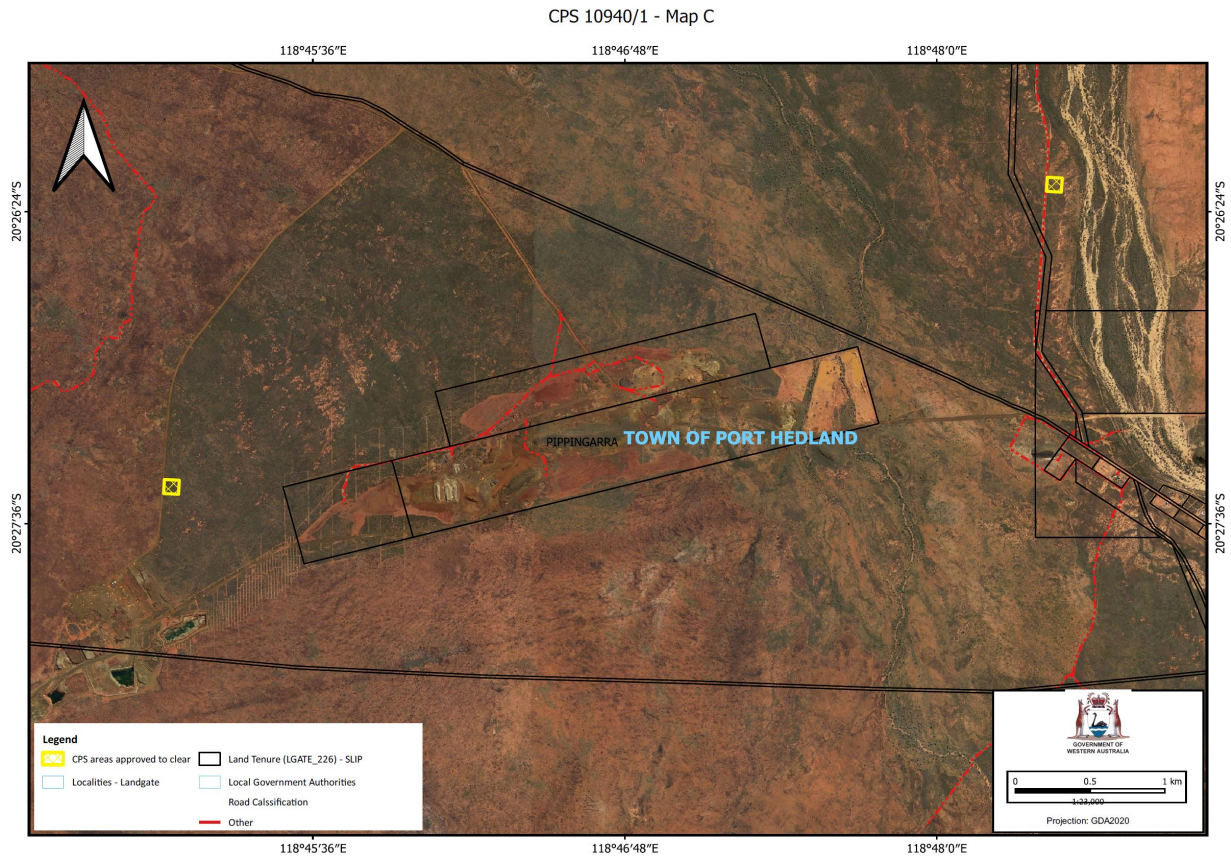 CPS 10940/1 - Map C
118°45'36"E
118°46'48"E
118°48'0"E
20°26'24"S
20°26'24"S
PIPPINGARRA
TOWN OF PORT HEDLAND
20°27'36"S
20°27'36"S
Legend
CPS areas approved to clear
Land Tenure (LGATE_226) - SLIP
Localities - Landgate
Local Government Authorities
Road Calssification
Other
GOVERNMENT OF
WESTERN AUSTRALIA
0 0.5 1 km
1:23,000
Projection: GDA2020
118°45'36"E
118°46'48"E
118°48'0"E